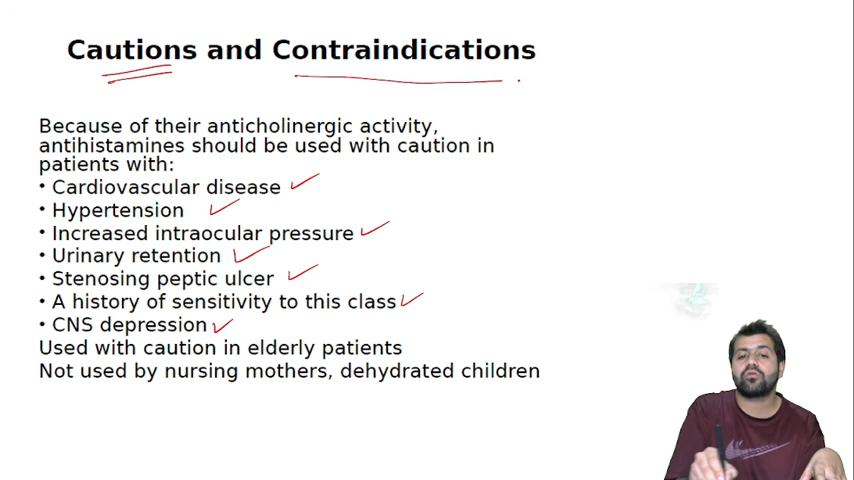 Cautions and Contraindications
Because of their anticholinergic activity,
antihistamines should be used with caution in
patients with:
• Cardiovascular disease
• Hypertension
• Increased intraocular pressure
• Urinary retention
• Stenosing peptic ulcer
• A history of sensitivity to this class
• CNS depression
Used with caution in elderly patients
Not used by nursing mothers, dehydrated children